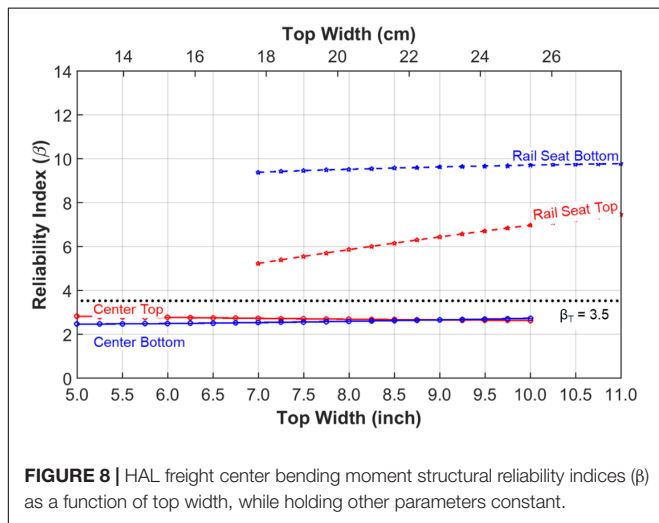 Top Width (cm)
14 16 18 20 22 24 26
14
12
10
8
6
4
2
0
Reliability Index (β)
Rail Seat Bottom
Rail Seat Top
Center Top
βT = 3.5
Center Bottom
5.0 5.5 6.0 6.5 7.0 7.5 8.0 8.5 9.0 9.5 10.0 10.5 11.0
Top Width (inch)
FIGURE 8 | HAL freight center bending moment structural reliability indices (β)
as a function of top width, while holding other parameters constant.